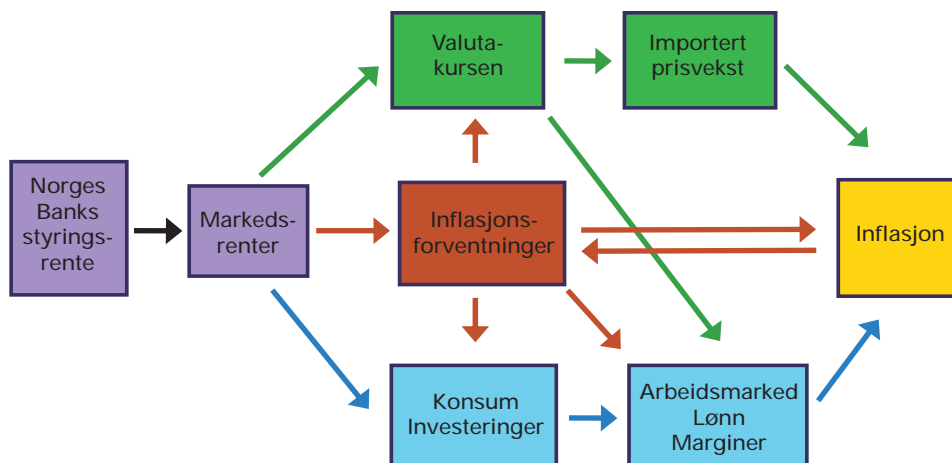 Valuta-
kursen
Importert
prisvekst
Norges
Banks
styrings-
rente
Markeds-
renter
Inflasjons-
forventninger
Inflasjon
Konsum
Investeringer
Arbeidsmarked
Lønn
Marginer